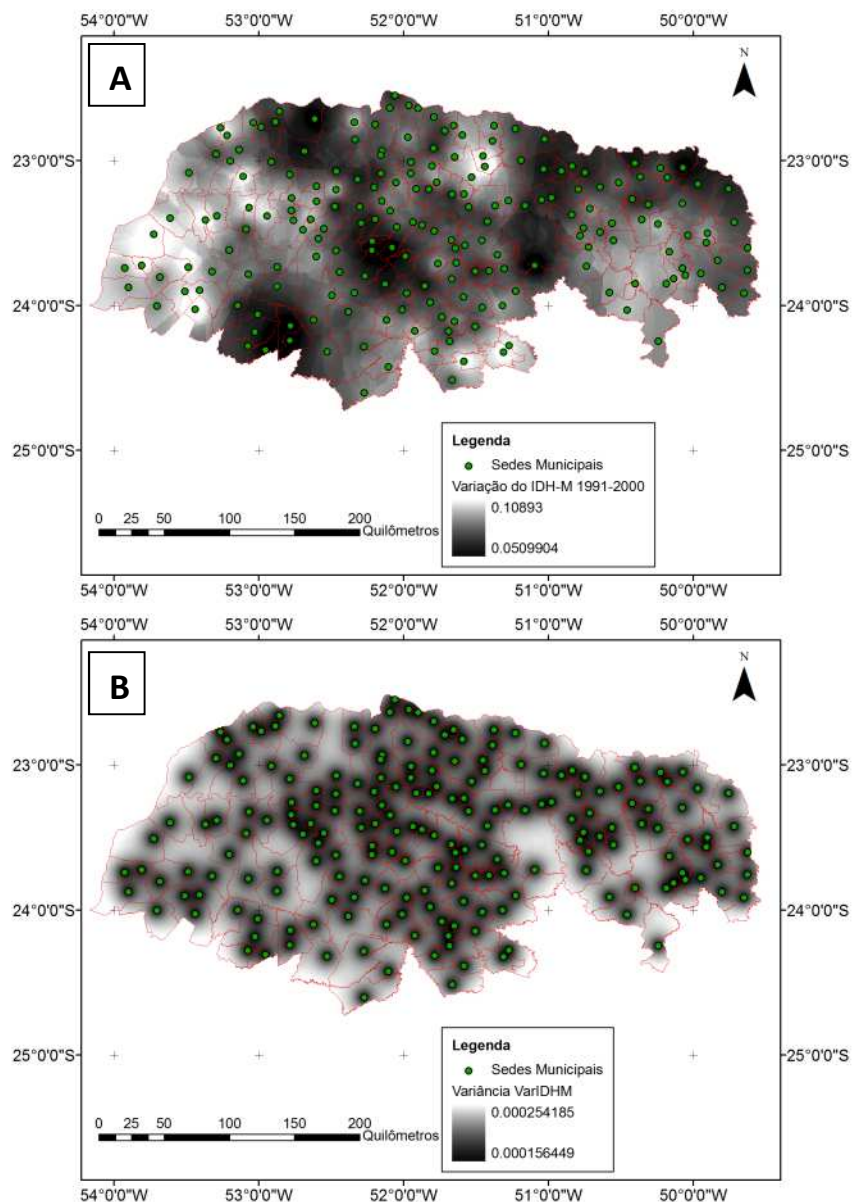 54°0'0"W 53°0'0"W 52°0'0"W 51°0'0"W 50°0'0"W
A
N
23°0'0"S 23°0'0"S
24°0'0"S 24°0'0"S
25°0'0"S 25°0'0"S
Legenda
Sedes Municipais
Variação do IDH-M 1991-2000
0.10893
0.0509904
0 25 50 100 150 200
Quilômetros
54°0'0"W 53°0'0"W 52°0'0"W 51°0'0"W 50°0'0"W
54°0'0"W 53°0'0"W 52°0'0"W 51°0'0"W 50°0'0"W
B
N
23°0'0"S 23°0'0"S
24°0'0"S 24°0'0"S
25°0'0"S 25°0'0"S
Legenda
Sedes Municipais
Variância VarIDHM
0.000254185
0.000156449
0 25 50 100 150 200
Quilômetros
54°0'0"W 53°0'0"W 52°0'0"W 51°0'0"W 50°0'0"W